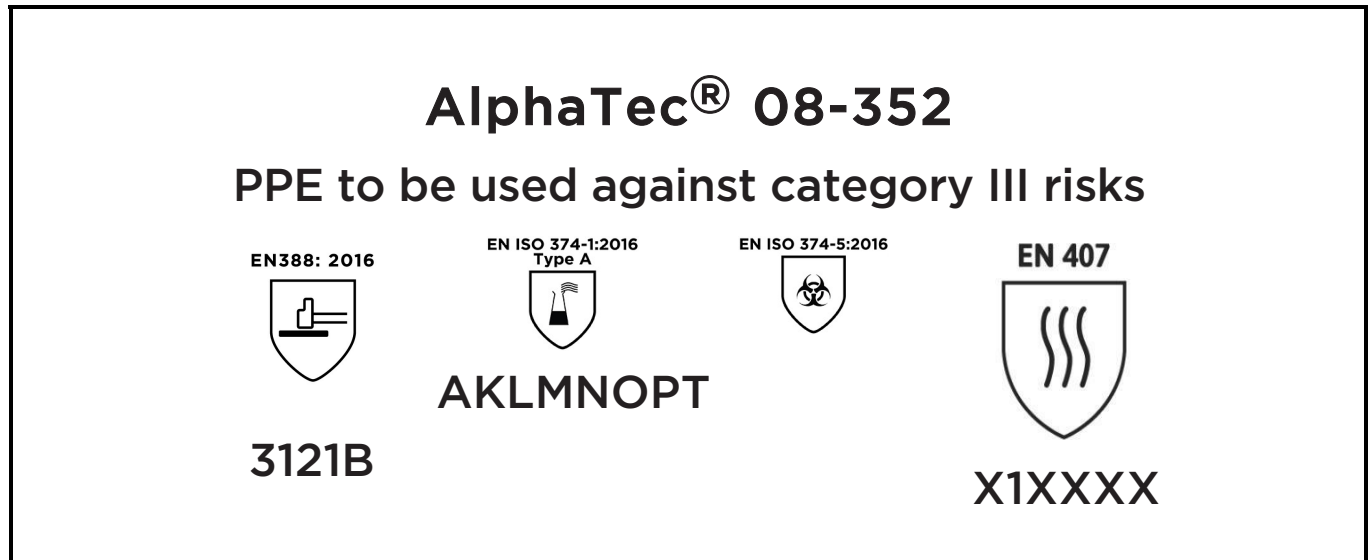 AlphaTec® 08-352
PPE to be used against category III risks
EN388: 2016
3121B
EN ISO 374-1:2016
Type A
AKLMNOPT
EN ISO 374-5:2016
EN 407
X1XXXX